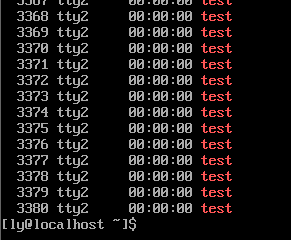 3367 tty2 00:00:00 test
3368 tty2 00:00:00 test
3369 tty2 00:00:00 test
3370 tty2 00:00:00 test
3371 tty2 00:00:00 test
3372 tty2 00:00:00 test
3373 tty2 00:00:00 test
3374 tty2 00:00:00 test
3375 tty2 00:00:00 test
3376 tty2 00:00:00 test
3377 tty2 00:00:00 test
3378 tty2 00:00:00 test
3379 tty2 00:00:00 test
3380 tty2 00:00:00 test
[ly@localhost ~]$